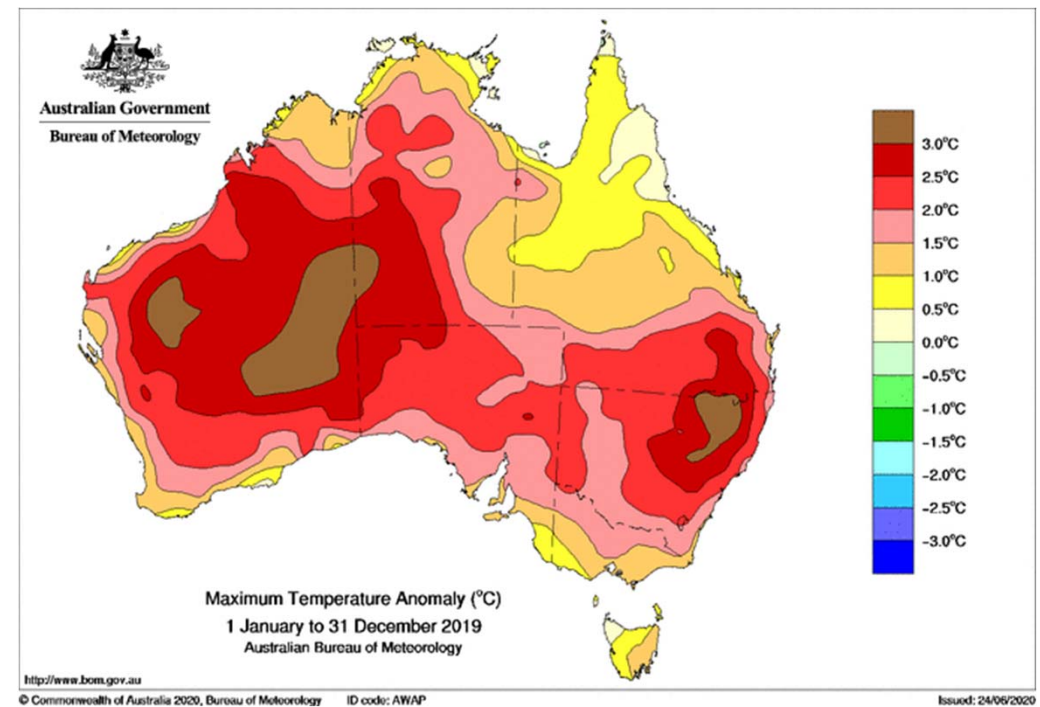 Australian Government
Bureau of Meteorology
3.0°C
2.5°C
2.0°C
1.5°C
1.0°C
0.5°C
0.0°C
-0.5°C
-1.0°C
-1.5°C
-2.0°C
-2.5°C
-3.0°C
Maximum Temperature Anomaly (°C)
1 January to 31 December 2019
Australian Bureau of Meteorology
http://www.bom.gov.au
© Commonwealth of Australia 2020, Bureau of Meteorology ID code: AWAP Issued: 24/06/2020